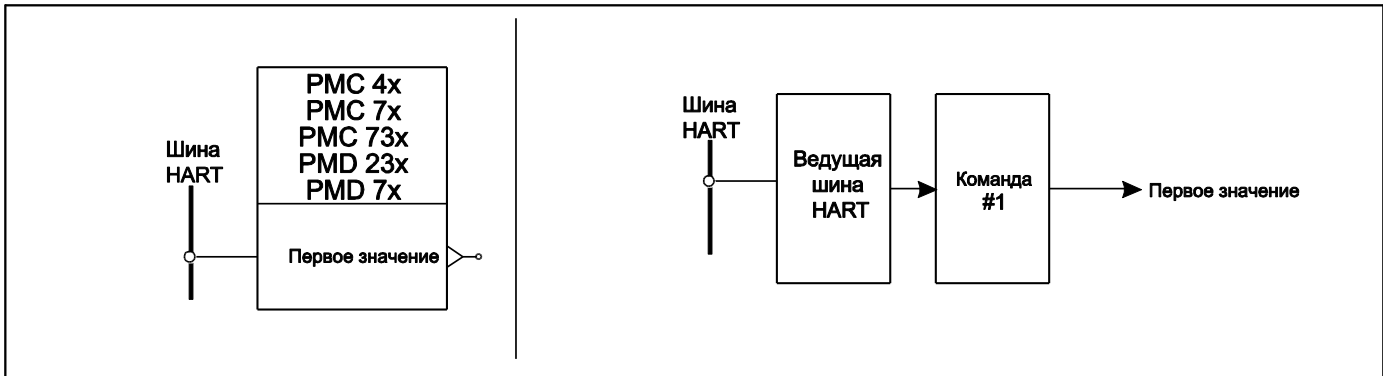 Шина
HART
PMC 4x
PMC 7x
PMC 73x
PMD 23x
PMD 7x
Первое значение
Шина
HART
Ведущая
шина
HART
Команда
#1
Первое значение